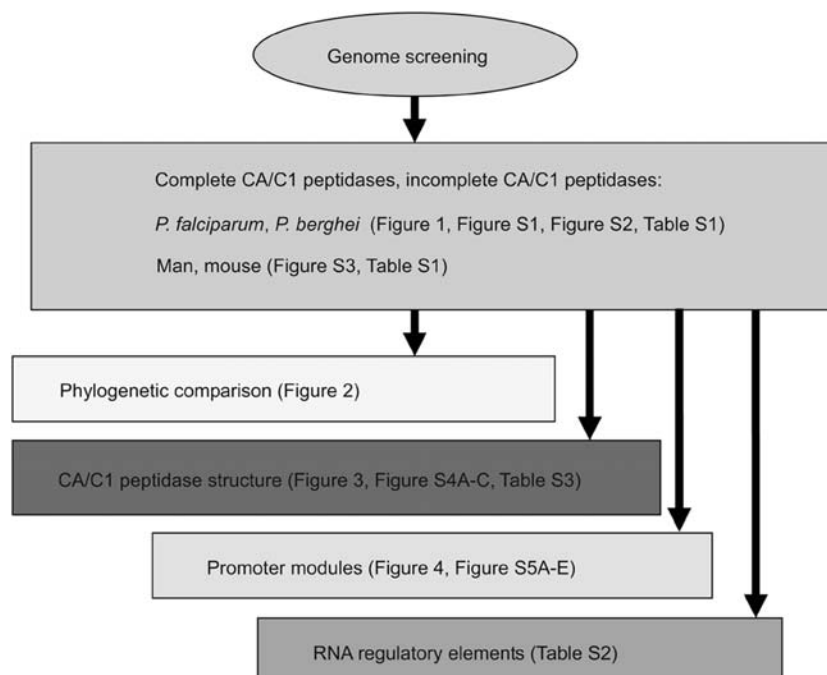 Genome screening
Complete CA/C1 peptidases, incomplete CA/C1 peptidases:
P. falciparum, P. berghei (Figure 1, Figure S1, Figure S2, Table S1)
Man, mouse (Figure S3, Table S1)
Phylogenetic comparison (Figure 2)
CA/C1 peptidase structure (Figure 3, Figure S4A-C, Table S3)
Promoter modules (Figure 4, Figure S5A-E)
RNA regulatory elements (Table S2)